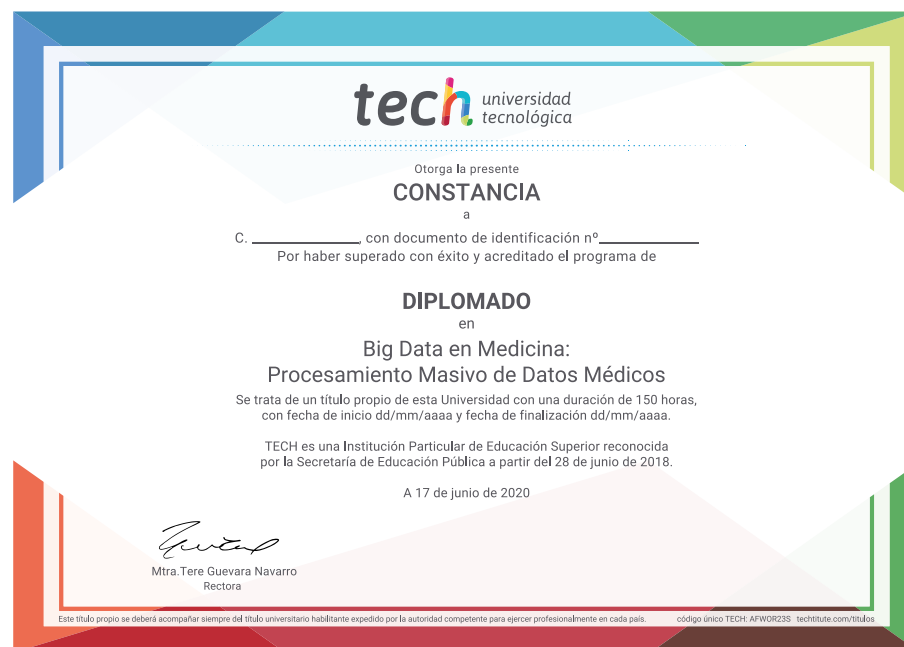 tech universidad
tecnológica
Otorga la presente
CONSTANCIA
a
C. ______________, con documento de identificación nº______________
Por haber superado con éxito y acreditado el programa de
DIPLOMADO
en
Big Data en Medicina:
Procesamiento Masivo de Datos Médicos
Se trata de un título propio de esta Universidad con una duración de 150 horas,
con fecha de inicio dd/mm/aaaa y fecha de finalización dd/mm/aaaa.
TECH es una Institución Particular de Educación Superior reconocida
por la Secretaría de Educación Pública a partir del 28 de junio de 2018.
A 17 de junio de 2020
Mtra.Tere Guevara Navarro
Rectora
Este título propio se deberá acompañar siempre del título universitario habilitante expedido por la autoridad competente para ejercer profesionalmente en cada país. código único TECH: AFWOR23S techtitute.com/titulos